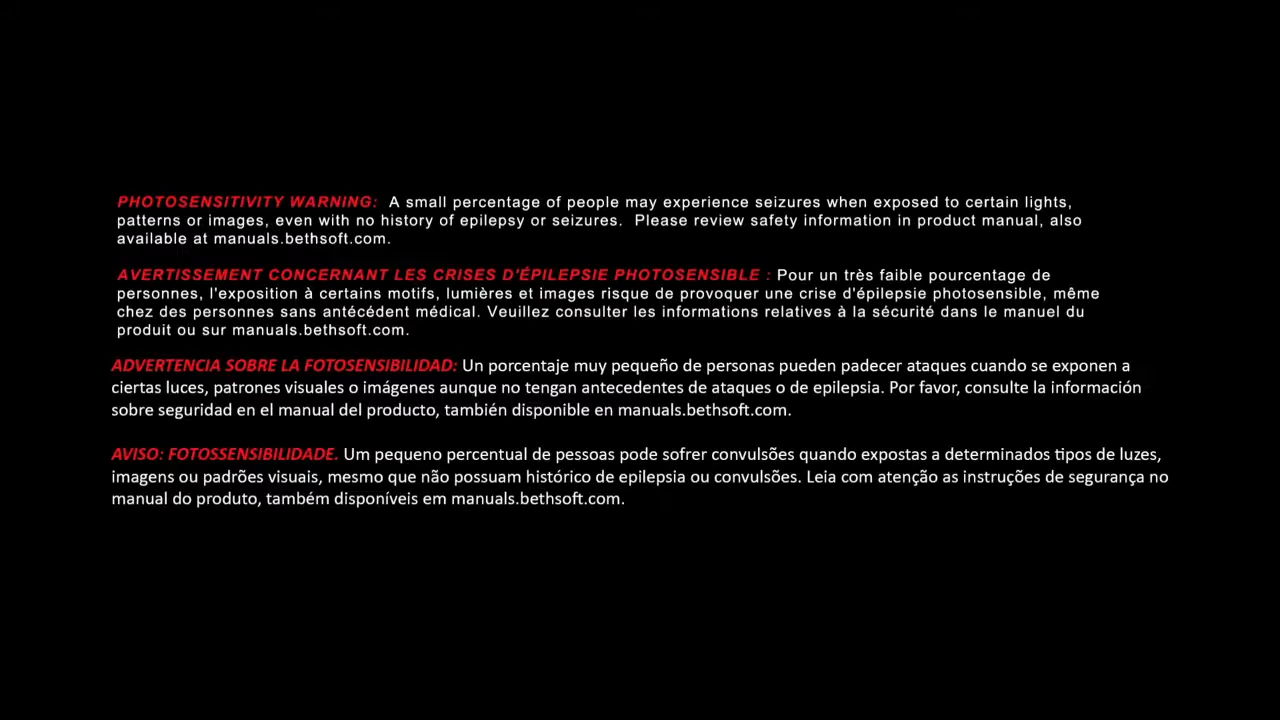 PHOTOSENSITIVITY WARNING: A small percentage of people may experience seizures when exposed to certain lights,
patterns or images, even with no history of epilepsy or seizures. Please review safety information in product manual, also
available at manuals.bethsoft.com.
AVERTISSEMENT CONCERNANT LES CRISES D'ÉPILEPSIE PHOTOSENSIBLE : Pour un très faible pourcentage de
personnes, l'exposition à certains motifs, lumières et images risque de provoquer une crise d'épilepsie photosensible, même
chez des personnes sans antécédent médical. Veuillez consulter les informations relatives à la sécurité dans le manuel du
produit ou sur manuals.bethsoft.com.
ADVERTENCIA SOBRE LA FOTOSENSIBILIDAD: Un porcentaje muy pequeño de personas pueden padecer ataques cuando se exponen a
ciertas luces, patrones visuales o imágenes aunque no tengan antecedentes de ataques o de epilepsia. Por favor, consulte la información
sobre seguridad en el manual del producto, también disponible en manuals.bethsoft.com.
AVISO: FOTOSSENSIBILIDADE. Um pequeno percentual de pessoas pode sofrer convulsões quando expostas a determinados tipos de luzes,
imagens ou padrões visuais, mesmo que não possuam histórico de epilepsia ou convulsões. Leia com atenção as instruções de segurança no
manual do produto, também disponíveis em manuals.bethsoft.com.